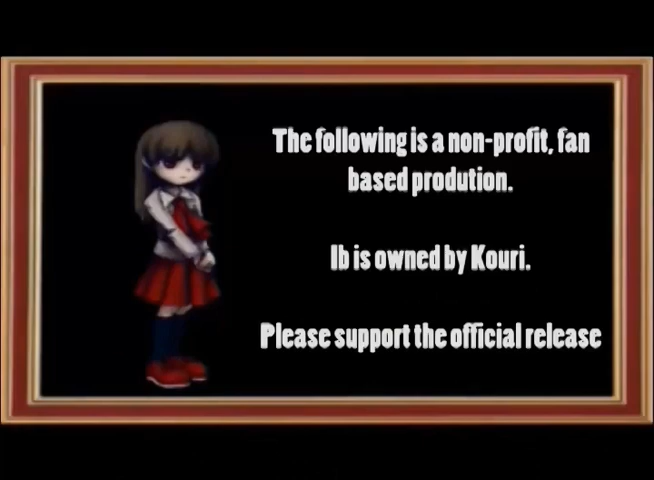 The following is a non-profit, fan
based prodution.
Ib is owned by Kouri.
Please support the official release